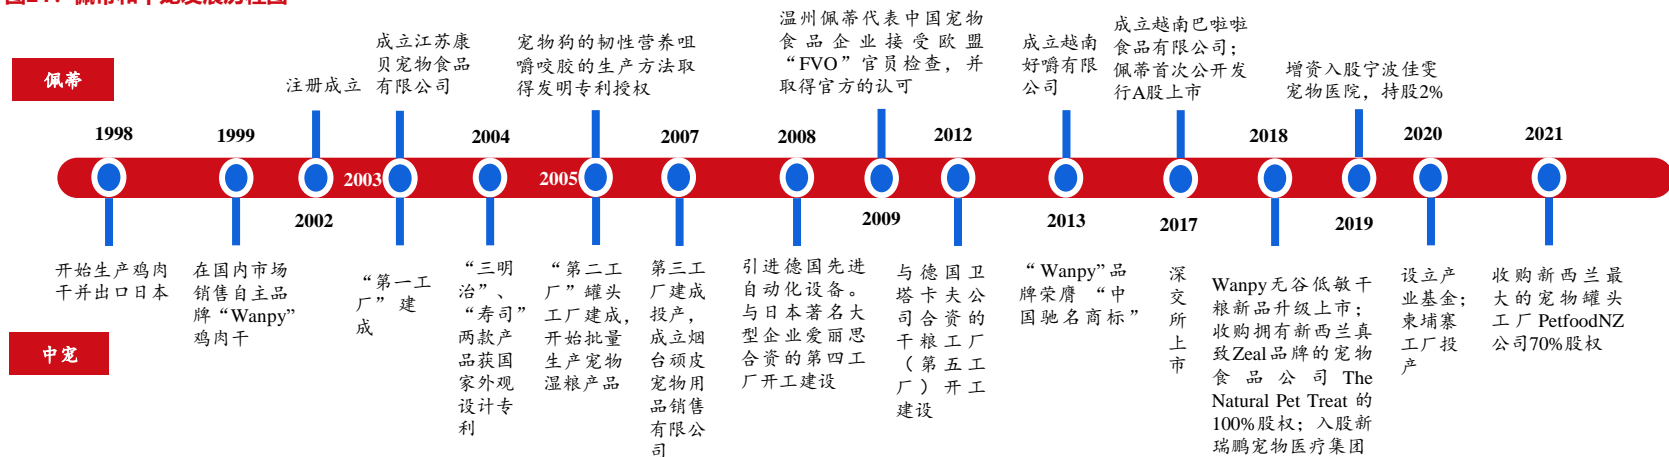 佩蒂
注册成立
成立江苏康
贝宠物食品
有限公司
宠物狗的韧性营养咀
嚼咬胶的生产方法取
得发明专利授权
温州佩蒂代表中国宠物
食品企业接受欧盟
“FVO”官员检查，并
取得官方的认可
成立越南
好嚼有限
公司
成立越南巴啦啦
食品有限公司；
佩蒂首次公开发
行A股上市
增资入股宁波佳雯
宠物医院，持股2%
1998
1999
2002
2003
2004
2005
2007
2008
2009
2012
2013
2017
2018
2019
2020
2021
中宠
开始生产鸡肉
干并出口日本
在国内市场
销售自主品
牌“Wanpy”
鸡肉干
“第一工
厂”建
成
“三明
治”、
“寿司”
两款产
品获国
家外观
设计专
利
“第二工
厂”罐头
工厂建成，
开始批量
生产宠物
湿粮产品
第三工
厂建成
投产，
成立烟
台顽皮
宠物用
品销售
有限公
司
引进德国先进
自动化设备。
与日本著名大
型企业爱丽思
合资的第四工
厂开工建设
与德国卫
塔卡夫公
司合资的
干粮工厂
（第五工
厂）开工
建设
“Wanpy”品
牌荣膺“中
国驰名商标”
深
交
所
上
市
Wanpy无谷低敏干
粮新品升级上市；
收购拥有新西兰真
致Zeal品牌的宠物
食品公司The
Natural Pet Treat的
100%股权；入股新
瑞鹏宠物医疗集团
设立产
业基金；
柬埔寨
工厂投
产
收购新西兰最
大的宠物罐头
工厂PetfoodNZ
公司70%股权